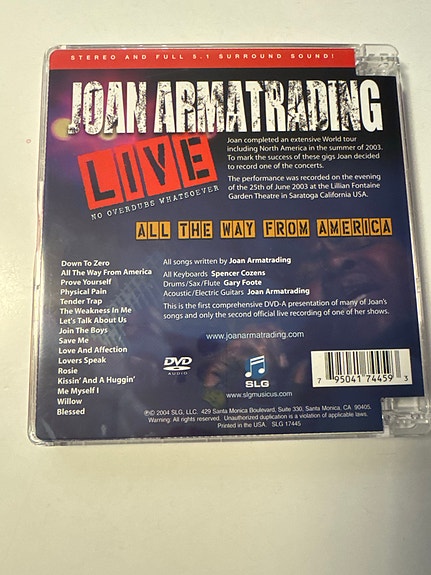 STEREO AND FULL 5.1 SURROUND SOUND!
JOAN ARMATRADING
LIVE
NO OVERDUBS WHATSOEVER
Joan completed an extensive World tour
including North America in the summer of 2003.
To mark the success of these gigs Joan decided
to record one of the concerts.
The performance was recorded on the evening
of the 25th of June 2003 at the Lillian Fontaine
Garden Theatre in Saratoga California USA.
ALL THE WAY FROM AMERICA
Down To Zero
All The Way From America
Prove Yourself
Physical Pain
Tender Trap
The Weakness In Me
Let's Talk About Us
Join The Boys
Save Me
Love And Affection
Lovers Speak
Rosie
Kissin' And A Huggin'
Me Myself I
Willow
Blessed
All songs written by Joan Armatrading
All Keyboards Spencer Cozens
Drums/Sax/Flute Gary Foote
Acoustic/Electric Guitars Joan Armatrading
This is the first comprehensive DVD-A presentation of many of Joan's
songs and only the second official live recording of one of her shows.
www.joanarmatrading.com
DVD
AUDIO
SLG
www.slgmusicus.com
7 95041 74459 3
℗© 2004 SLG, LLC. 429 Santa Monica Boulevard, Suite 330, Santa Monica, CA 90405.
Warning: All rights reserved. Unauthorized duplication is a violation of applicable laws.
Printed in the USA. SLG 17445